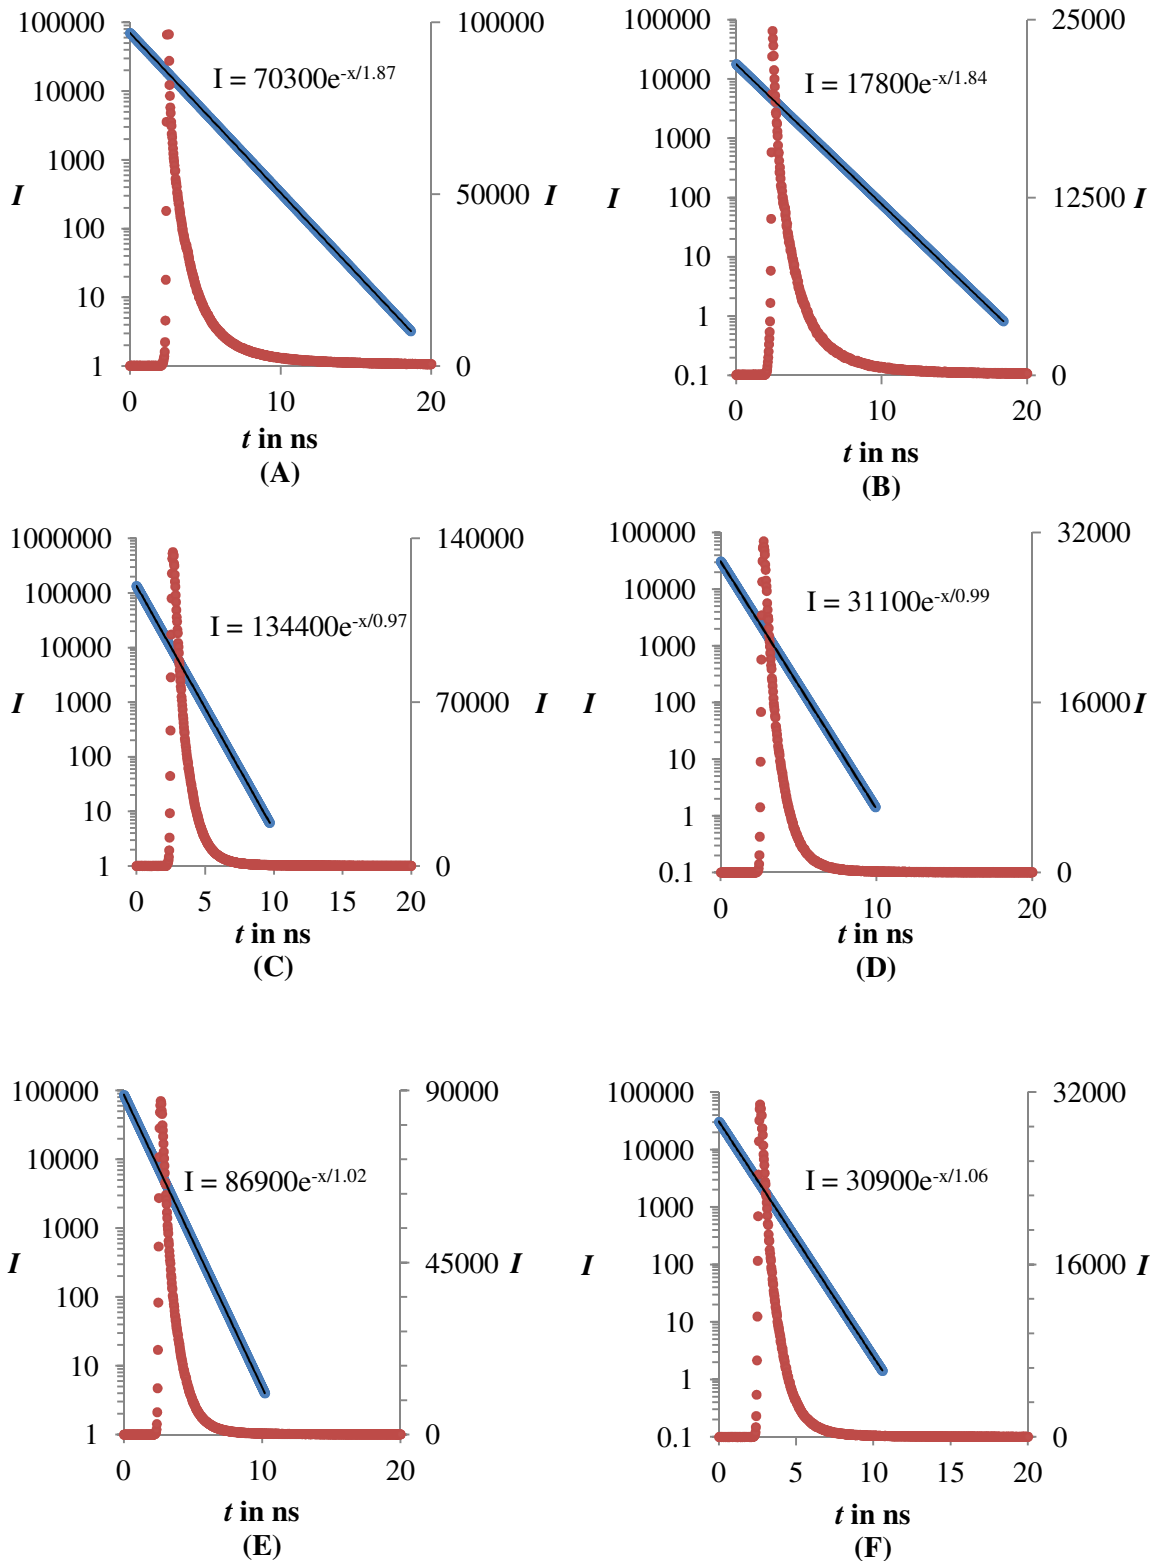 100000
10000
1000
100
10
1
I
I = 70300e^-x/1.87
100000
50000
0
I
0 10 20
t in ns
(A)
100000
10000
1000
100
10
1
0.1
I
I = 17800e^-x/1.84
25000
12500
0
I
0 10 20
t in ns
(B)
1000000
100000
10000
1000
100
10
1
I
I = 134400e^-x/0.97
140000
70000
0
I
0 5 10 15 20
t in ns
(C)
100000
10000
1000
100
10
1
0.1
I
I = 31100e^-x/0.99
32000
16000
0
I
0 10 20
t in ns
(D)
100000
10000
1000
100
10
1
I
I = 86900e^-x/1.02
90000
45000
0
I
0 10 20
t in ns
(E)
100000
10000
1000
100
10
1
0.1
I
I = 30900e^-x/1.06
32000
16000
0
I
0 5 10 15 20
t in ns
(F)